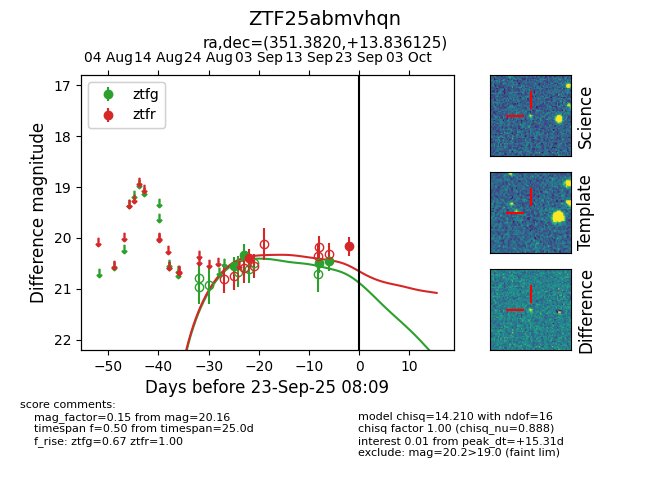 ZTF25abmvhqn
ra,dec=(351.3820,+13.836125)
04 Aug 14 Aug 24 Aug 03 Sep 13 Sep 23 Sep 03 Oct
ztfg
ztfr
17
18
19
20
21
22
Difference magnitude
−50 −40 −30 −20 −10 0 10
Days before 23-Sep-25 08:09
Science
Template
Difference
score comments:
mag_factor=0.15 from mag=20.16
timespan f=0.50 from timespan=25.0d
f_rise: ztfg=0.67 ztfr=1.00
model chisq=14.210 with ndof=16
chisq factor 1.00 (chisq_nu=0.888)
interest 0.01 from peak_dt=+15.31d
exclude: mag=20.2>19.0 (faint lim)